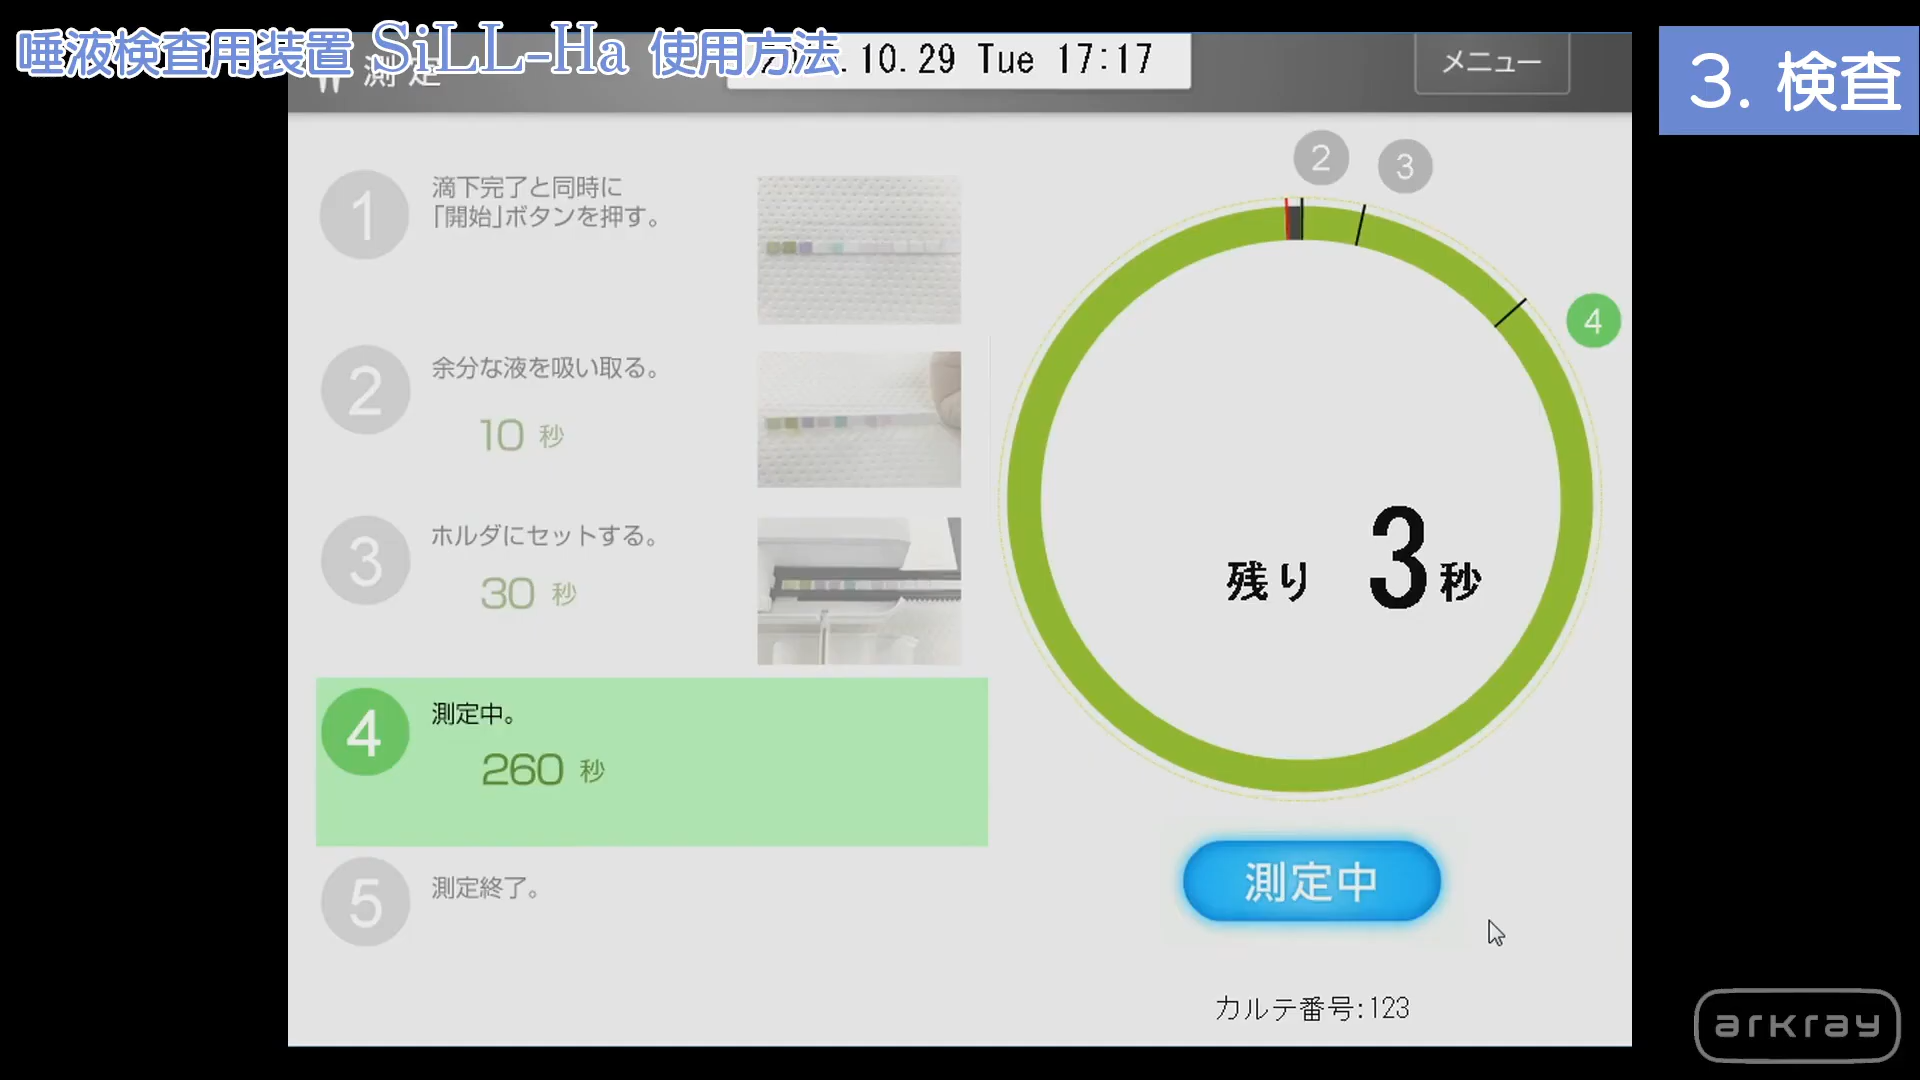 唾液検査用装置 SiLL-Ha 使用方法
3. 検査
測定
.10.29 Tue 17:17
メニュー
1
滴下完了と同時に
「開始」ボタンを押す。
2
余分な液を吸い取る。
10 秒
3
ホルダにセットする。
30 秒
4
測定中。
260 秒
5
測定終了。
2
3
4
残り 3秒
測定中
カルテ番号:123
arkray